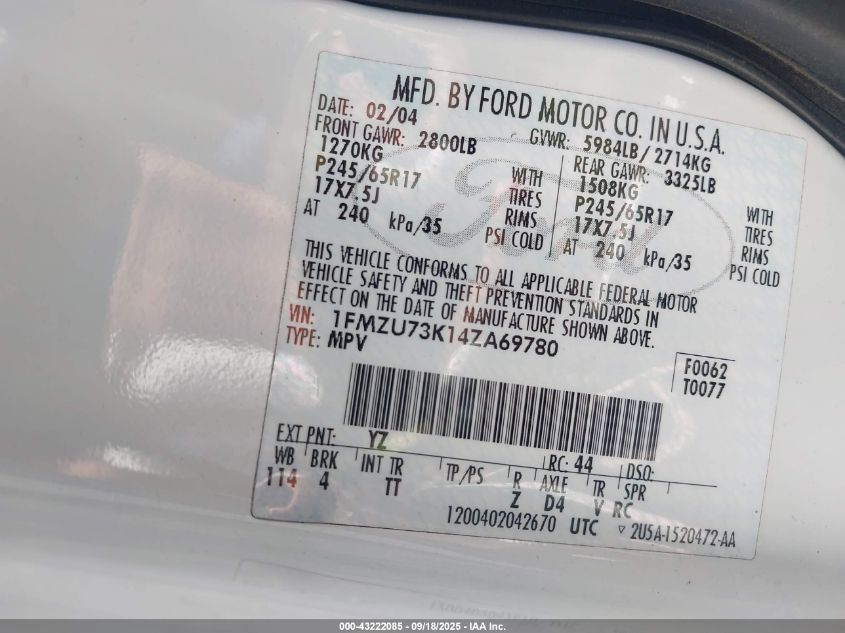 MFD. BY FORD MOTOR CO. IN U.S.A.
DATE: 02/04 GVWR: 5984LB/2714KG
FRONT GAWR: 2800LB REAR GAWR: 3325LB
1270KG 1508KG
P245/65R17 WITH TIRES P245/65R17 WITH TIRES
17X7.5J RIMS 17X7.5J RIMS
AT 240 kPa/35 PSI COLD AT 240 kPa/35 PSI COLD
Ford
THIS VEHICLE CONFORMS TO ALL APPLICABLE FEDERAL MOTOR
VEHICLE SAFETY AND THEFT PREVENTION STANDARDS IN
EFFECT ON THE DATE OF MANUFACTURE SHOWN ABOVE.
VIN: 1FMZU73K14ZA69780
TYPE: MPV
F0062
T0077
EXT PNT: YZ RC: 44 DSO:
WB BRK INT TR TP/PS R AXLE TR SPR
114 4 TT Z D4 V RC
1200402042670 UTC ▽ 2U5A-1520472-AA
000-43222085 - 09/18/2025 - IAA Inc.